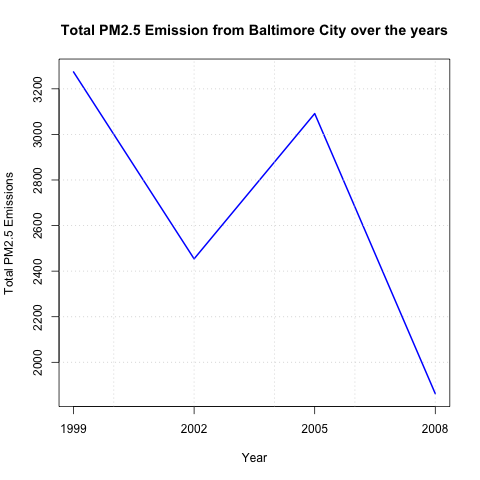 Total PM2.5 Emission from Baltimore City over the years
Total PM2.5 Emissions
3200
3000
2800
2600
2400
2200
2000
1999 2002 2005 2008
Year